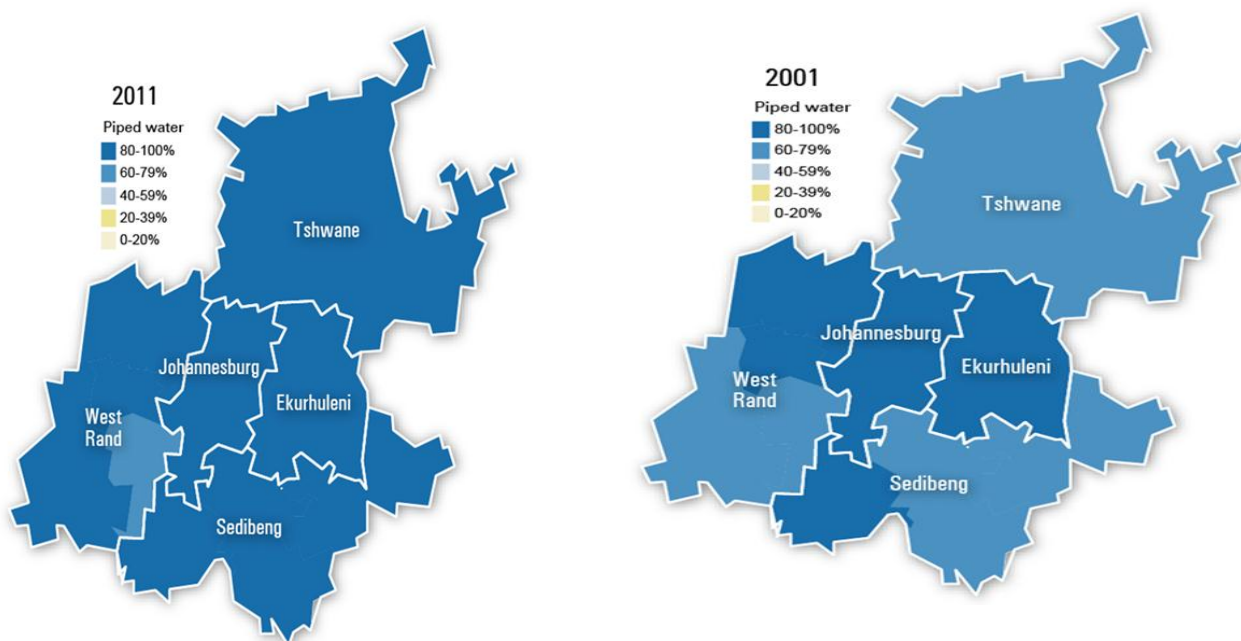 2011
Piped water
80-100%
60-79%
40-59%
20-39%
0-20%
Tshwane
Johannesburg
Ekurhuleni
West
Rand
Sedibeng
2001
Piped water
80-100%
60-79%
40-59%
20-39%
0-20%
Tshwane
Johannesburg
Ekurhuleni
West
Rand
Sedibeng